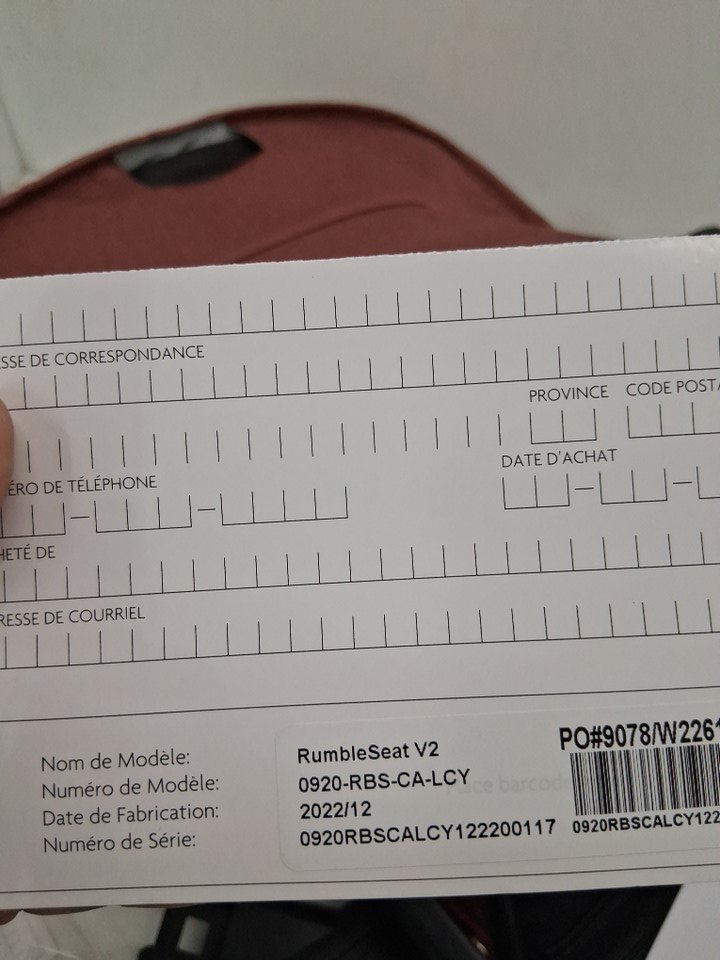 SSE DE CORRESPONDANCE
PROVINCE CODE POSTA
ÉRO DE TÉLÉPHONE
DATE D'ACHAT
HETÉ DE
RESSE DE COURRIEL
Nom de Modèle: RumbleSeat V2
Numéro de Modèle: 0920-RBS-CA-LCY
Date de Fabrication: 2022/12
Numéro de Série: 0920RBSCALCY122200117
PO#9078/W2261
Place barcode
0920RBSCALCY122